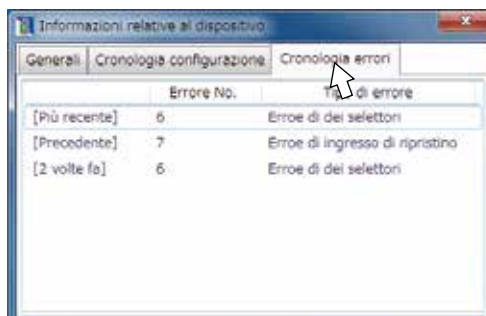 Informazioni relative al dispositivo
Generali Cronologia configurazione Cronologia errori
Errore No. Tipo di errore
[Più recente] 6 Erroe di dei selettori
[Precedente] 7 Erroe di ingresso di ripristino
[2 volte fa] 6 Erroe di dei selettori